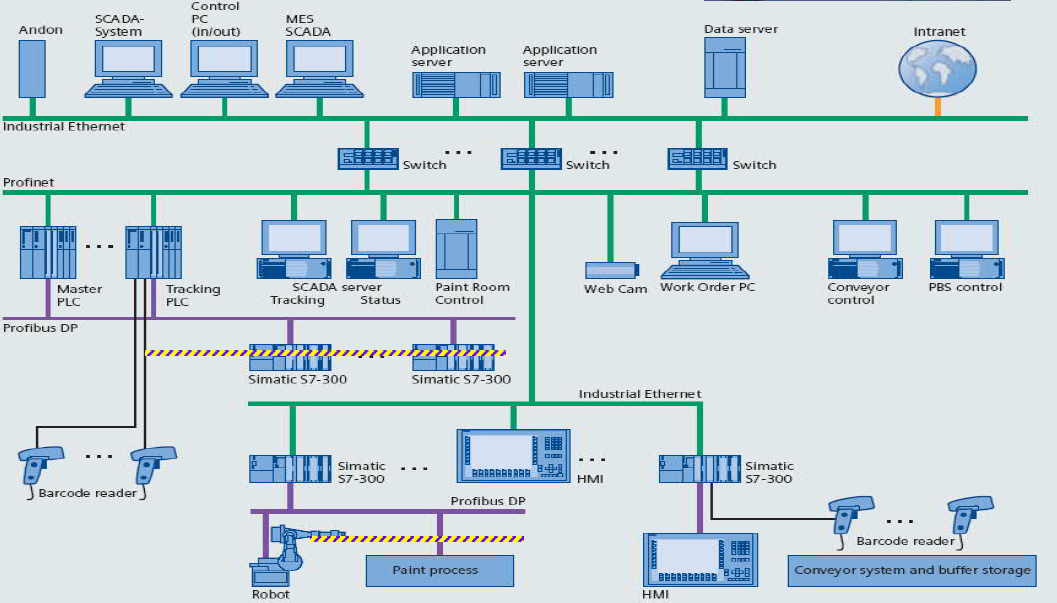 Andon
SCADA-
System
Control
PC
(in/out)
MES
SCADA
Application
server
Application
server
Data server
Intranet
Industrial Ethernet
Switch
Switch
Switch
Profinet
Master
PLC
Tracking
PLC
SCADA server
Tracking
Status
Paint Room
Control
Web Cam
Work Order PC
Conveyor
control
PBS control
Profibus DP
Simatic S7-300
Simatic S7-300
Industrial Ethernet
Simatic
S7-300
HMI
Simatic
S7-300
Barcode reader
Profibus DP
Barcode reader
Paint process
Conveyor system and buffer storage
Robot
HMI